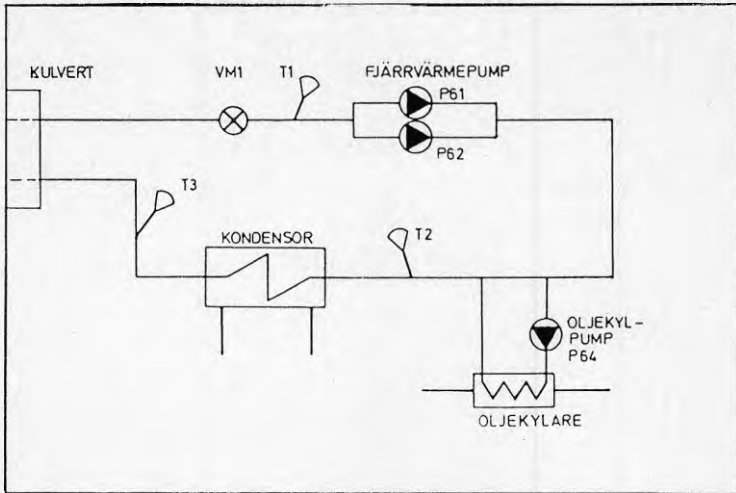 KULVERT
VM1
T1
FJÄRRVÄRMEPUMP
P61
P62
T3
KONDENSOR
T2
OLJEKYL-
PUMP
P64
OLJEKYLARE